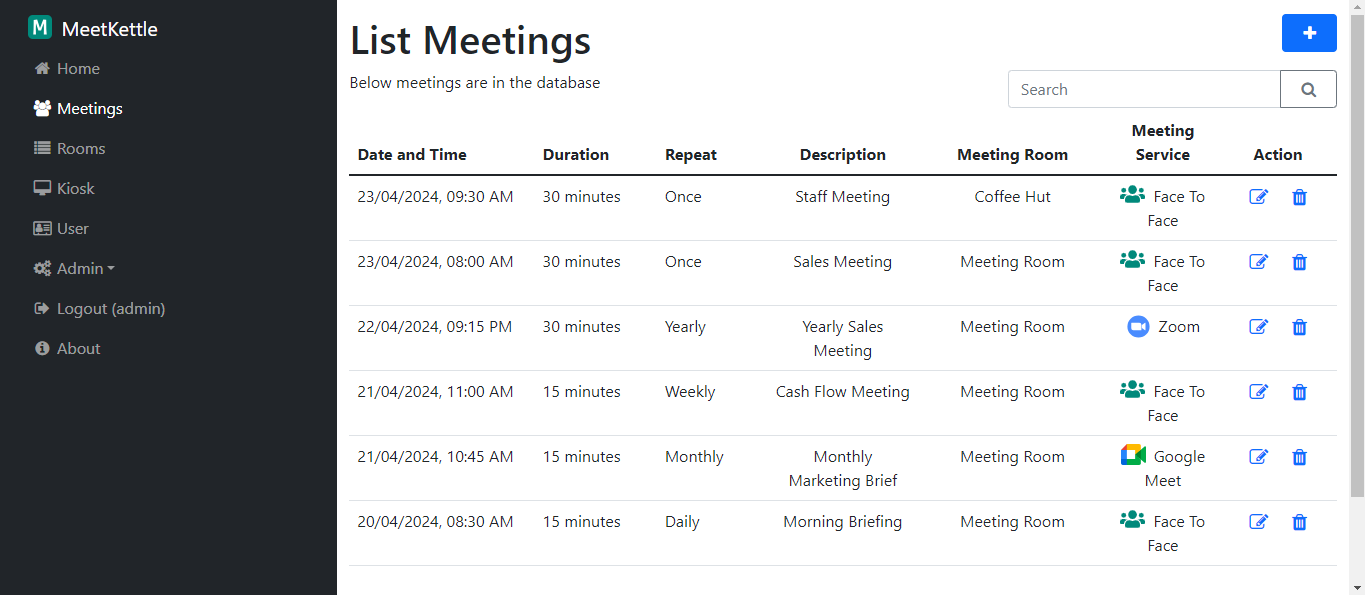 M MeetKettle
Home
Meetings
Rooms
Kiosk
User
Admin
Logout (admin)
About
List Meetings
+
Below meetings are in the database
Search
Date and Time Duration Repeat Description Meeting Room Meeting Service Action
23/04/2024, 09:30 AM 30 minutes Once Staff Meeting Coffee Hut Face To
Face
23/04/2024, 08:00 AM 30 minutes Once Sales Meeting Meeting Room Face To
Face
22/04/2024, 09:15 PM 30 minutes Yearly Yearly Sales Meeting Room Zoom
Meeting
21/04/2024, 11:00 AM 15 minutes Weekly Cash Flow Meeting Meeting Room Face To
Face
21/04/2024, 10:45 AM 15 minutes Monthly Monthly Meeting Room Google
Marketing Brief Meet
20/04/2024, 08:30 AM 15 minutes Daily Morning Briefing Meeting Room Face To
Face